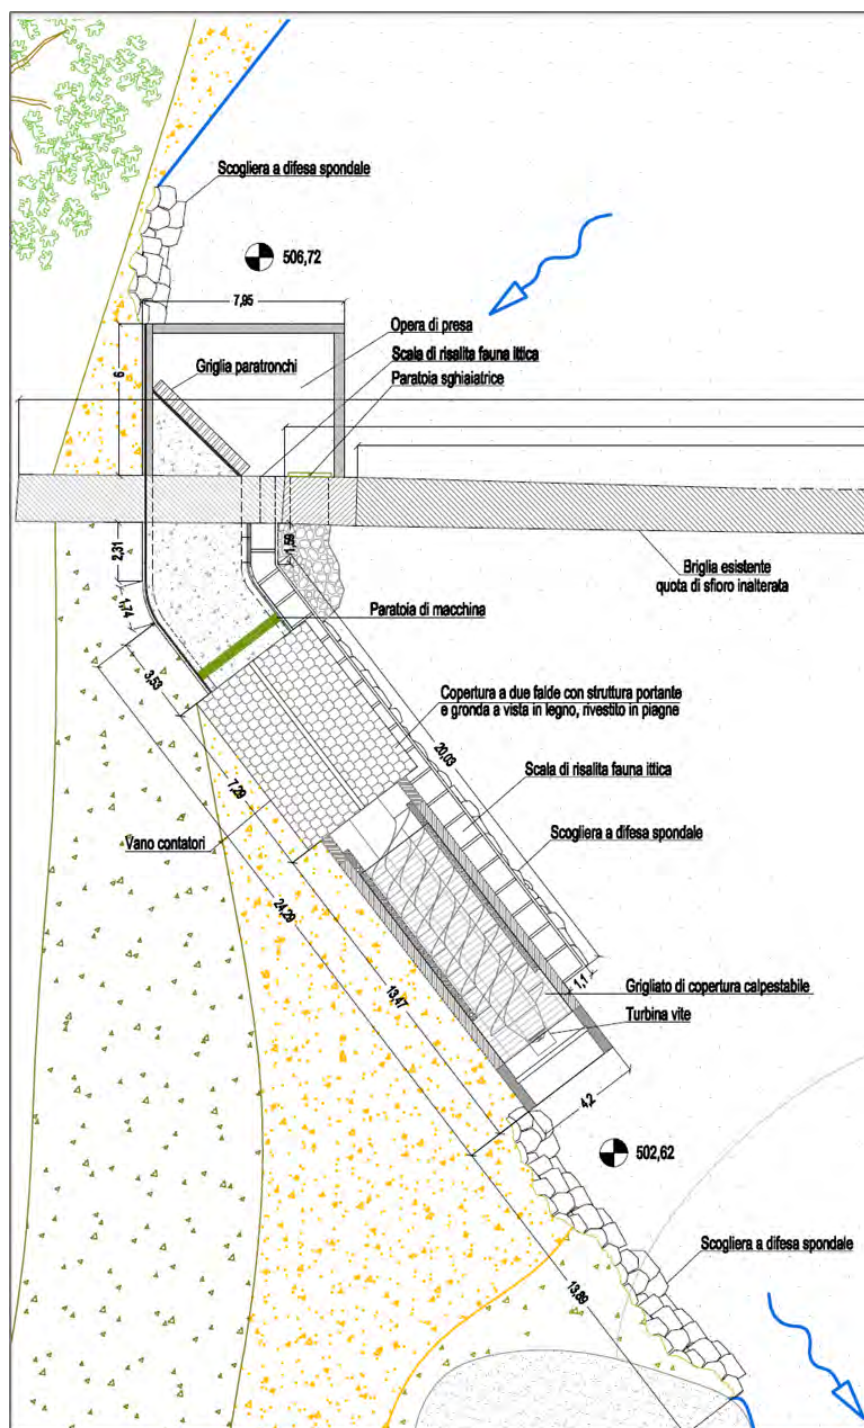 Scogliera a difesa spondale
506,72
7,95
Opera di presa
Scala di risalita fauna ittica
Griglia paratronchi
Paratoia sghiaiatrice
6
2,31
1,59
Briglia esistente
quota di sfioro inalterata
1,74
Paratoia di macchina
3,53
Copertura a due falde con struttura portante
e gronda a vista in legno, rivestito in piagne
20,03
Scala di risalita fauna ittica
7,29
Scogliera a difesa spondale
Vano contatori
24,29
13,47
1,1
Grigliato di copertura calpestabile
Turbina vite
4,2
502,62
Scogliera a difesa spondale
13,89